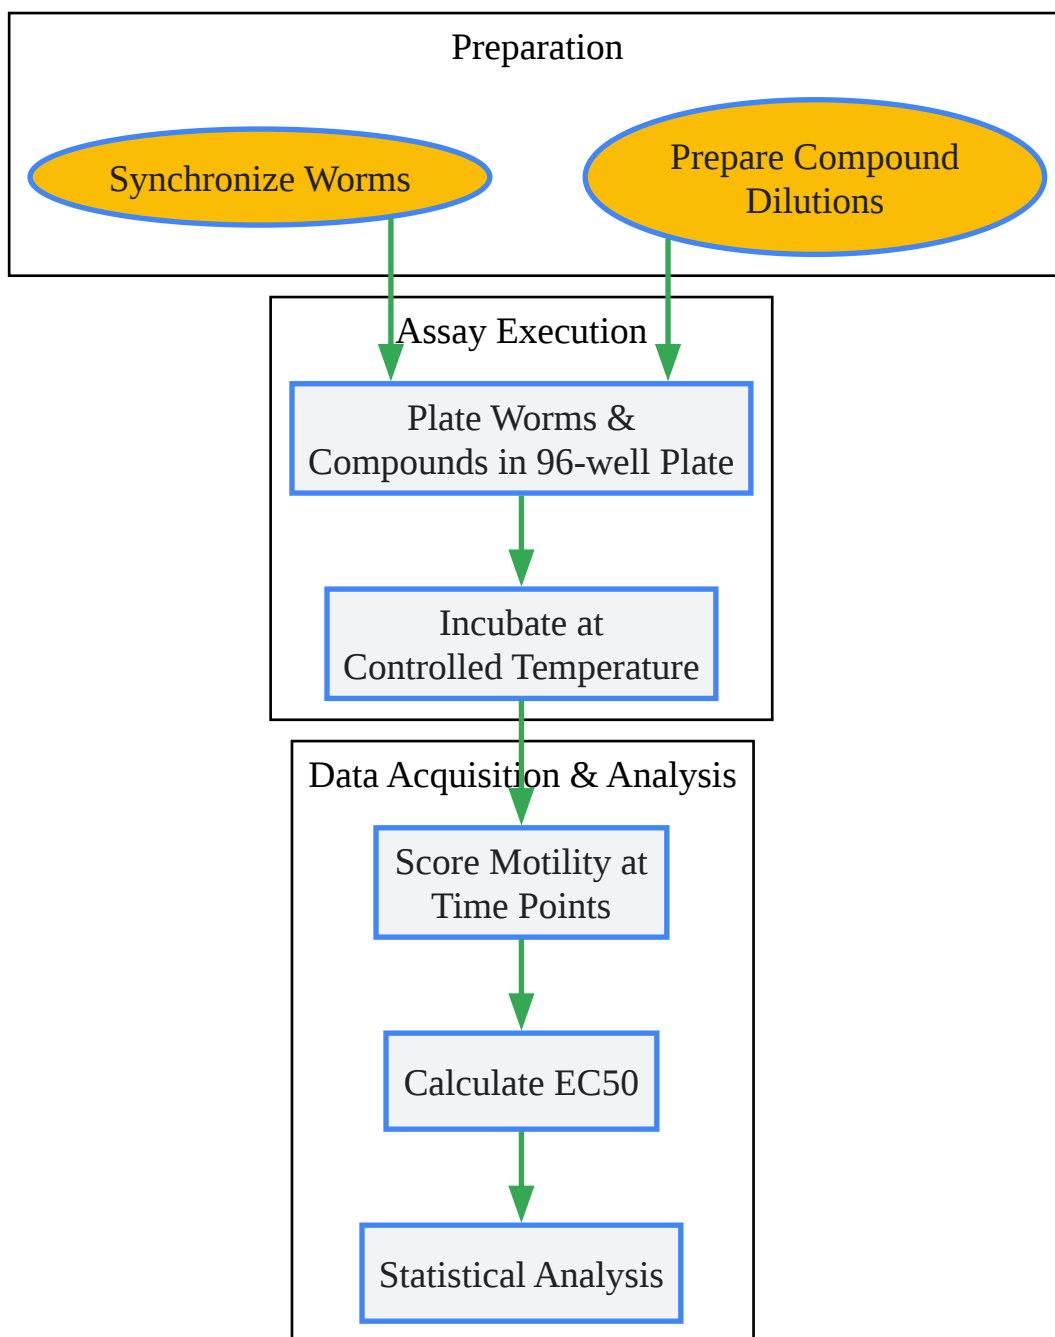 Preparation
Synchronize Worms
Prepare Compound
Dilutions
Assay Execution
Plate Worms &
Compounds in 96-well Plate
Incubate at
Controlled Temperature
Data Acquisition & Analysis
Score Motility at
Time Points
Calculate EC50
Statistical Analysis